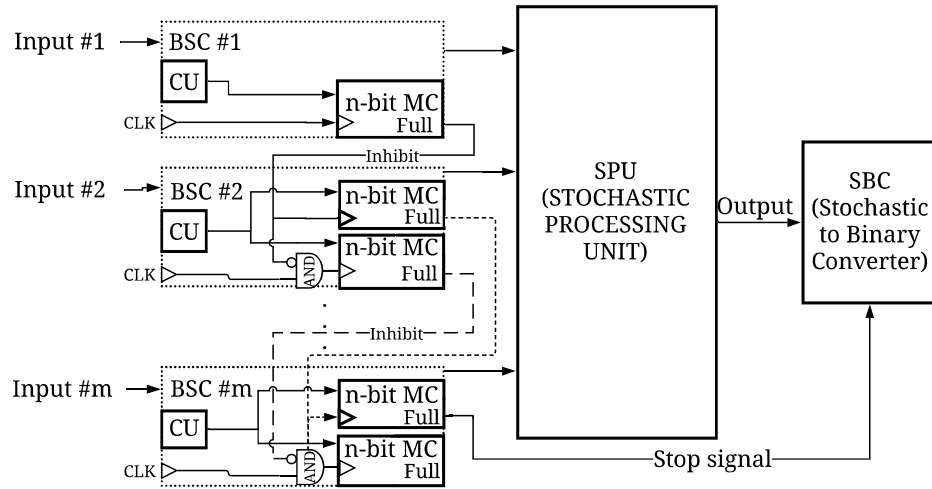 Input #1
BSC #1
CU
n-bit MC
Full
CLK
Inhibit
Input #2
BSC #2
CU
n-bit MC
Full
n-bit MC
Full
AND
CLK
Inhibit
Input #m
BSC #m
CU
n-bit MC
Full
n-bit MC
Full
AND
CLK
SPU
(STOCHASTIC
PROCESSING
UNIT)
Output
SBC
(Stochastic
to Binary
Converter)
Stop signal